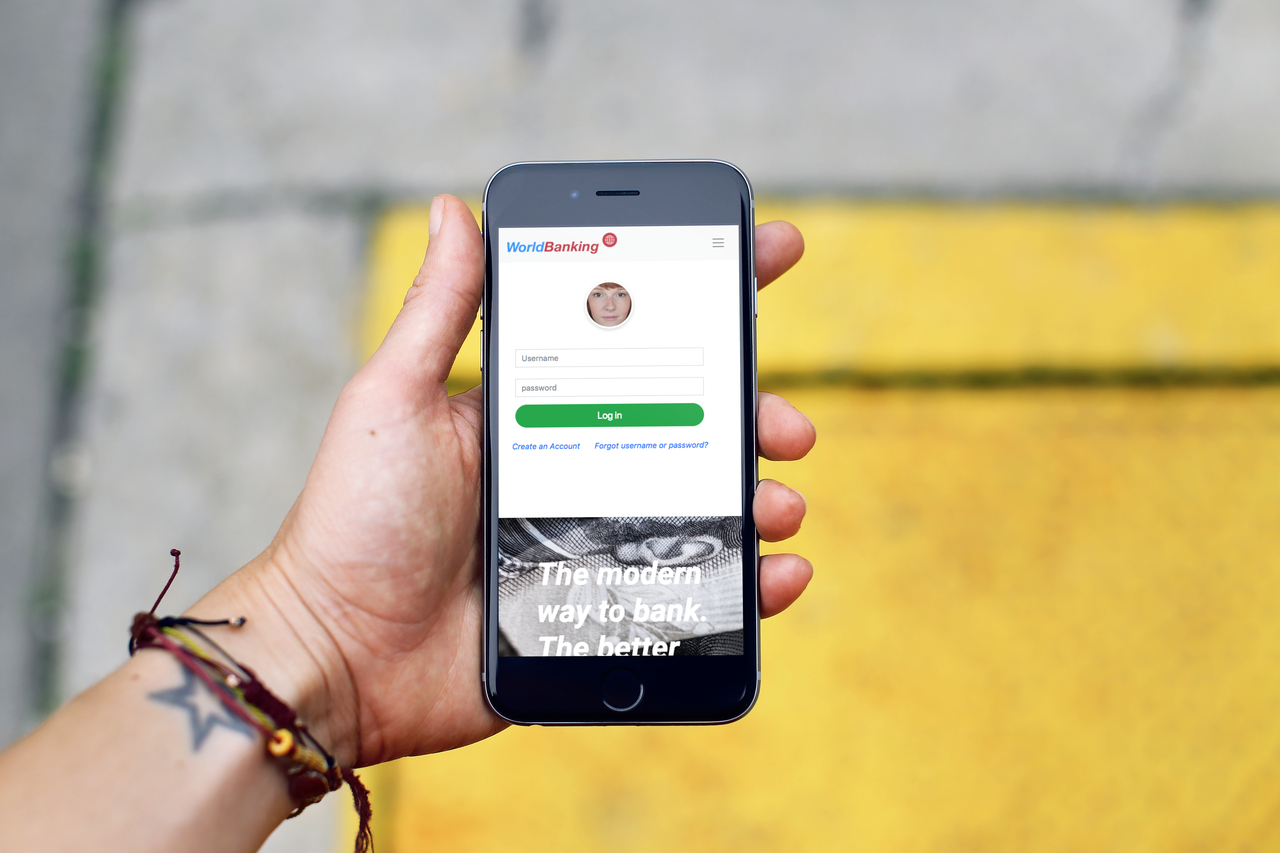 WorldBanking
Username
password
Log in
Create an Account Forgot username or password?
The modern
way to bank.
The better